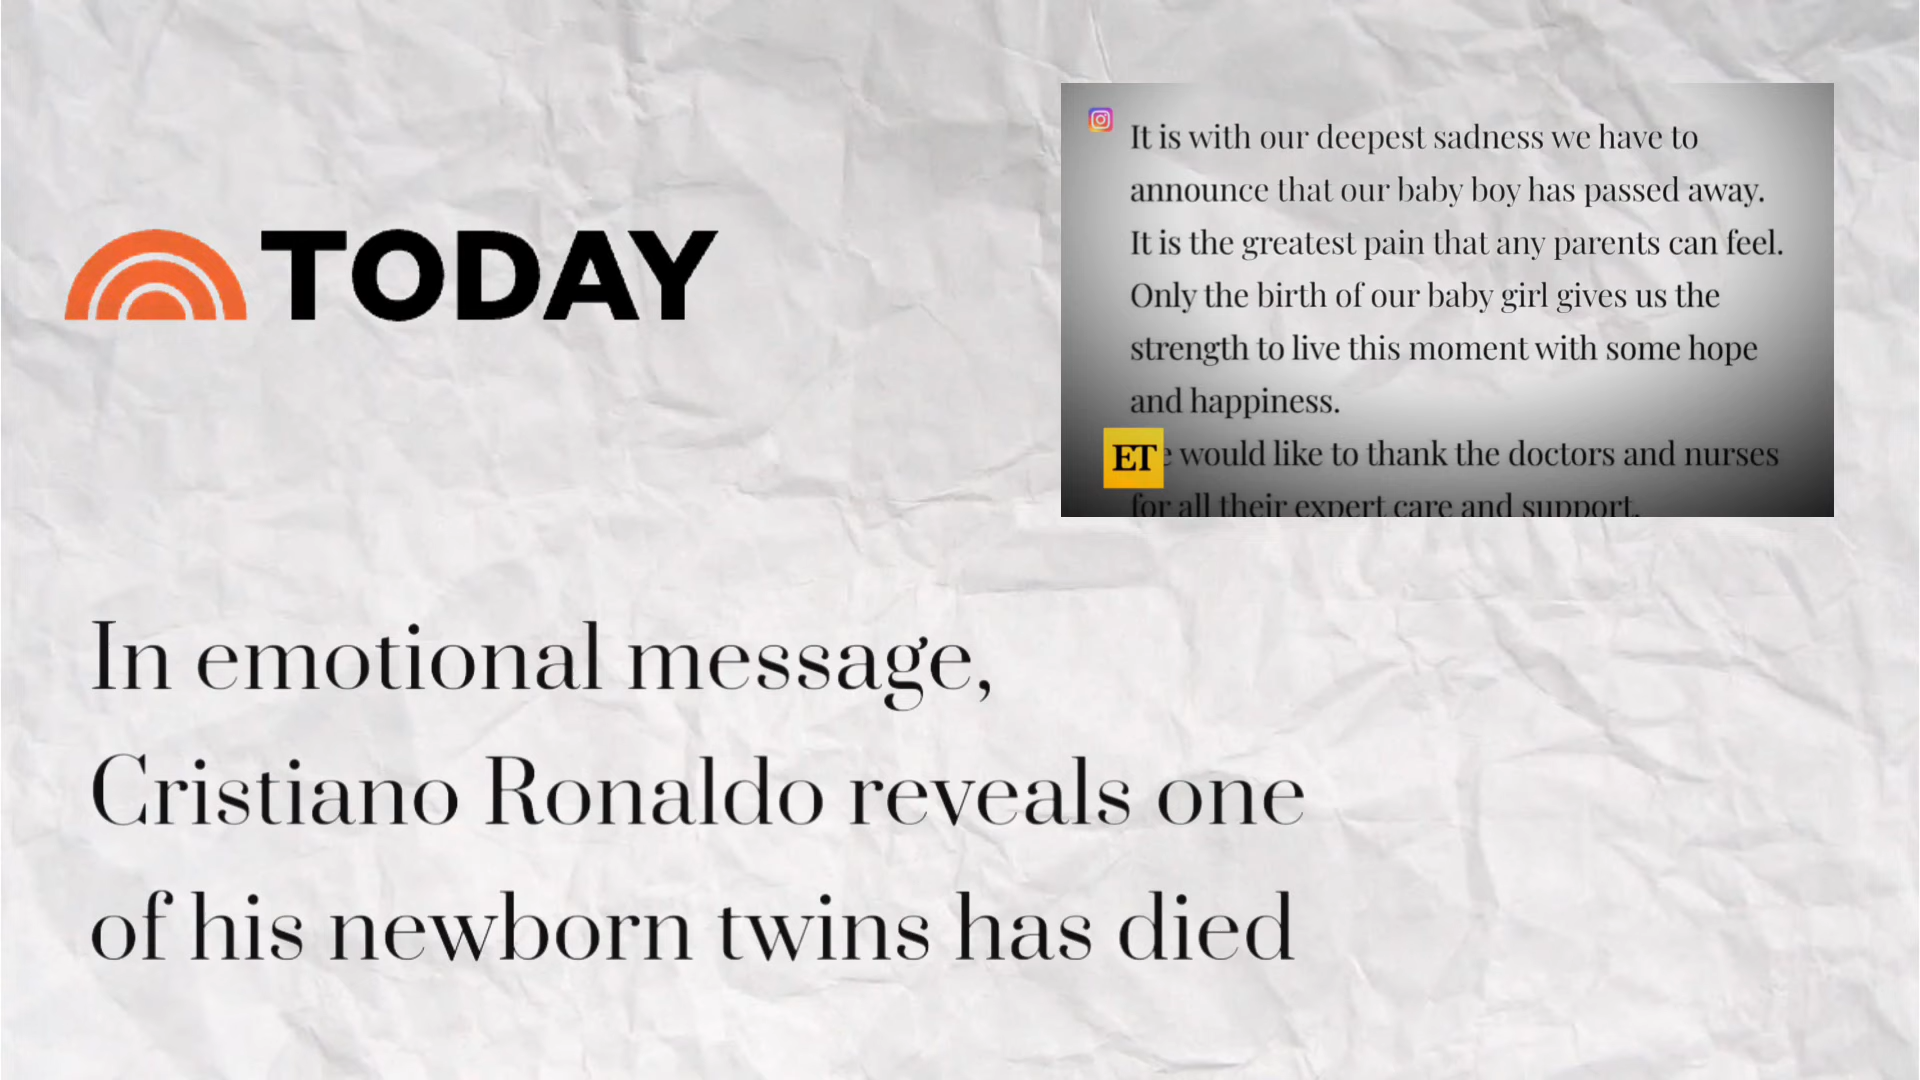 TODAY
It is with our deepest sadness we have to
announce that our baby boy has passed away.
It is the greatest pain that any parents can feel.
Only the birth of our baby girl gives us the
strength to live this moment with some hope
and happiness.
ET
e would like to thank the doctors and nurses
for all their expert care and support.
In emotional message,
Cristiano Ronaldo reveals one
of his newborn twins has died